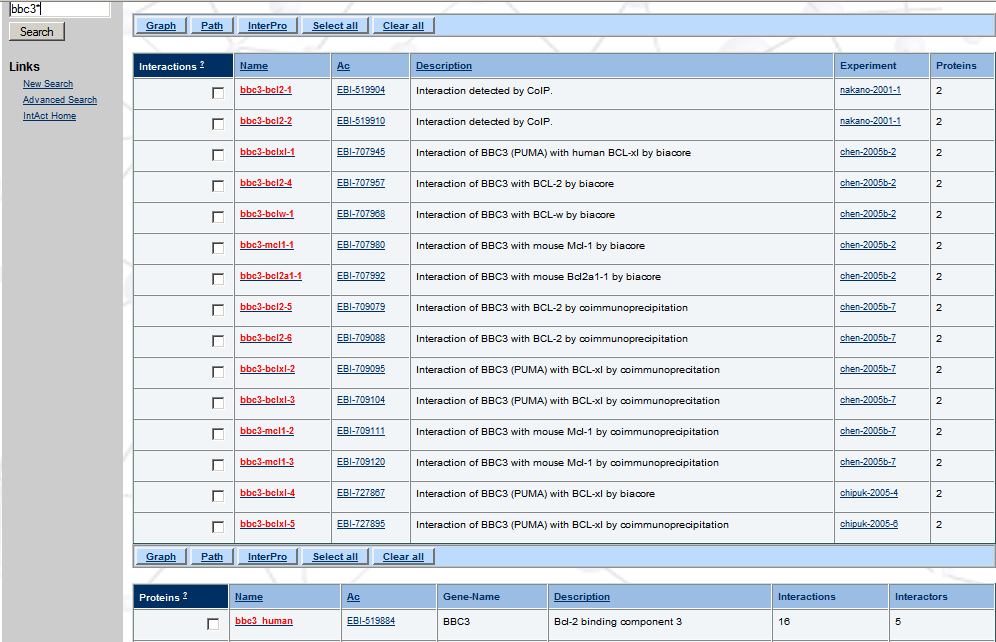 bbc3*
Search
Links
New Search
Advanced Search
IntAct Home
Graph Path InterPro Select all Clear all
Interactions ? Name Ac Description Experiment Proteins
bbc3-bcl2-1 EBI-519904 Interaction detected by CoIP. nakano-2001-1 2
bbc3-bcl2-2 EBI-519910 Interaction detected by CoIP. nakano-2001-1 2
bbc3-bclxl-1 EBI-707945 Interaction of BBC3 (PUMA) with human BCL-xl by biacore chen-2005b-2 2
bbc3-bcl2-4 EBI-707957 Interaction of BBC3 with BCL-2 by biacore chen-2005b-2 2
bbc3-bclw-1 EBI-707968 Interaction of BBC3 with BCL-w by biacore chen-2005b-2 2
bbc3-mcl1-1 EBI-707980 Interaction of BBC3 with mouse Mcl-1 by biacore chen-2005b-2 2
bbc3-bcl2a1-1 EBI-707992 Interaction of BBC3 with mouse Bcl2a1-1 by biacore chen-2005b-2 2
bbc3-bcl2-5 EBI-709079 Interaction of BBC3 with BCL-2 by coimmunoprecipitation chen-2005b-7 2
bbc3-bcl2-6 EBI-709088 Interaction of BBC3 with BCL-2 by coimmunoprecipitation chen-2005b-7 2
bbc3-bclxl-2 EBI-709095 Interaction of BBC3 (PUMA) with BCL-xl by coimmunoprecitation chen-2005b-7 2
bbc3-bclxl-3 EBI-709104 Interaction of BBC3 (PUMA) with BCL-xl by coimmunoprecitation chen-2005b-7 2
bbc3-mcl1-2 EBI-709111 Interaction of BBC3 with mouse Mcl-1 by coimmunoprecipitation chen-2005b-7 2
bbc3-mcl1-3 EBI-709120 Interaction of BBC3 with mouse Mcl-1 by coimmunoprecipitation chen-2005b-7 2
bbc3-bclxl-4 EBI-727867 Interaction of BBC3 (PUMA) with BCL-xl by biacore chipuk-2005-4 2
bbc3-bclxl-5 EBI-727895 Interaction of BBC3 (PUMA) with BCL-xl by coimmunoprecipitation chipuk-2005-6 2
Graph Path InterPro Select all Clear all
Proteins ? Name Ac Gene-Name Description Interactions Interactors
bbc3_human EBI-519884 BBC3 Bcl-2 binding component 3 16 5